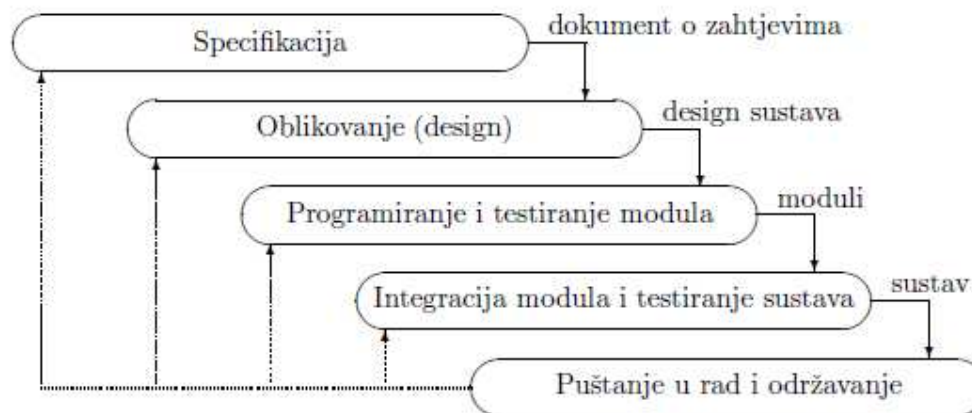 Specifikacija
dokument o zahtjevima
Oblikovanje (design)
design sustava
Programiranje i testiranje modula
moduli
Integracija modula i testiranje sustava
sustav
Puštanje u rad i održavanje